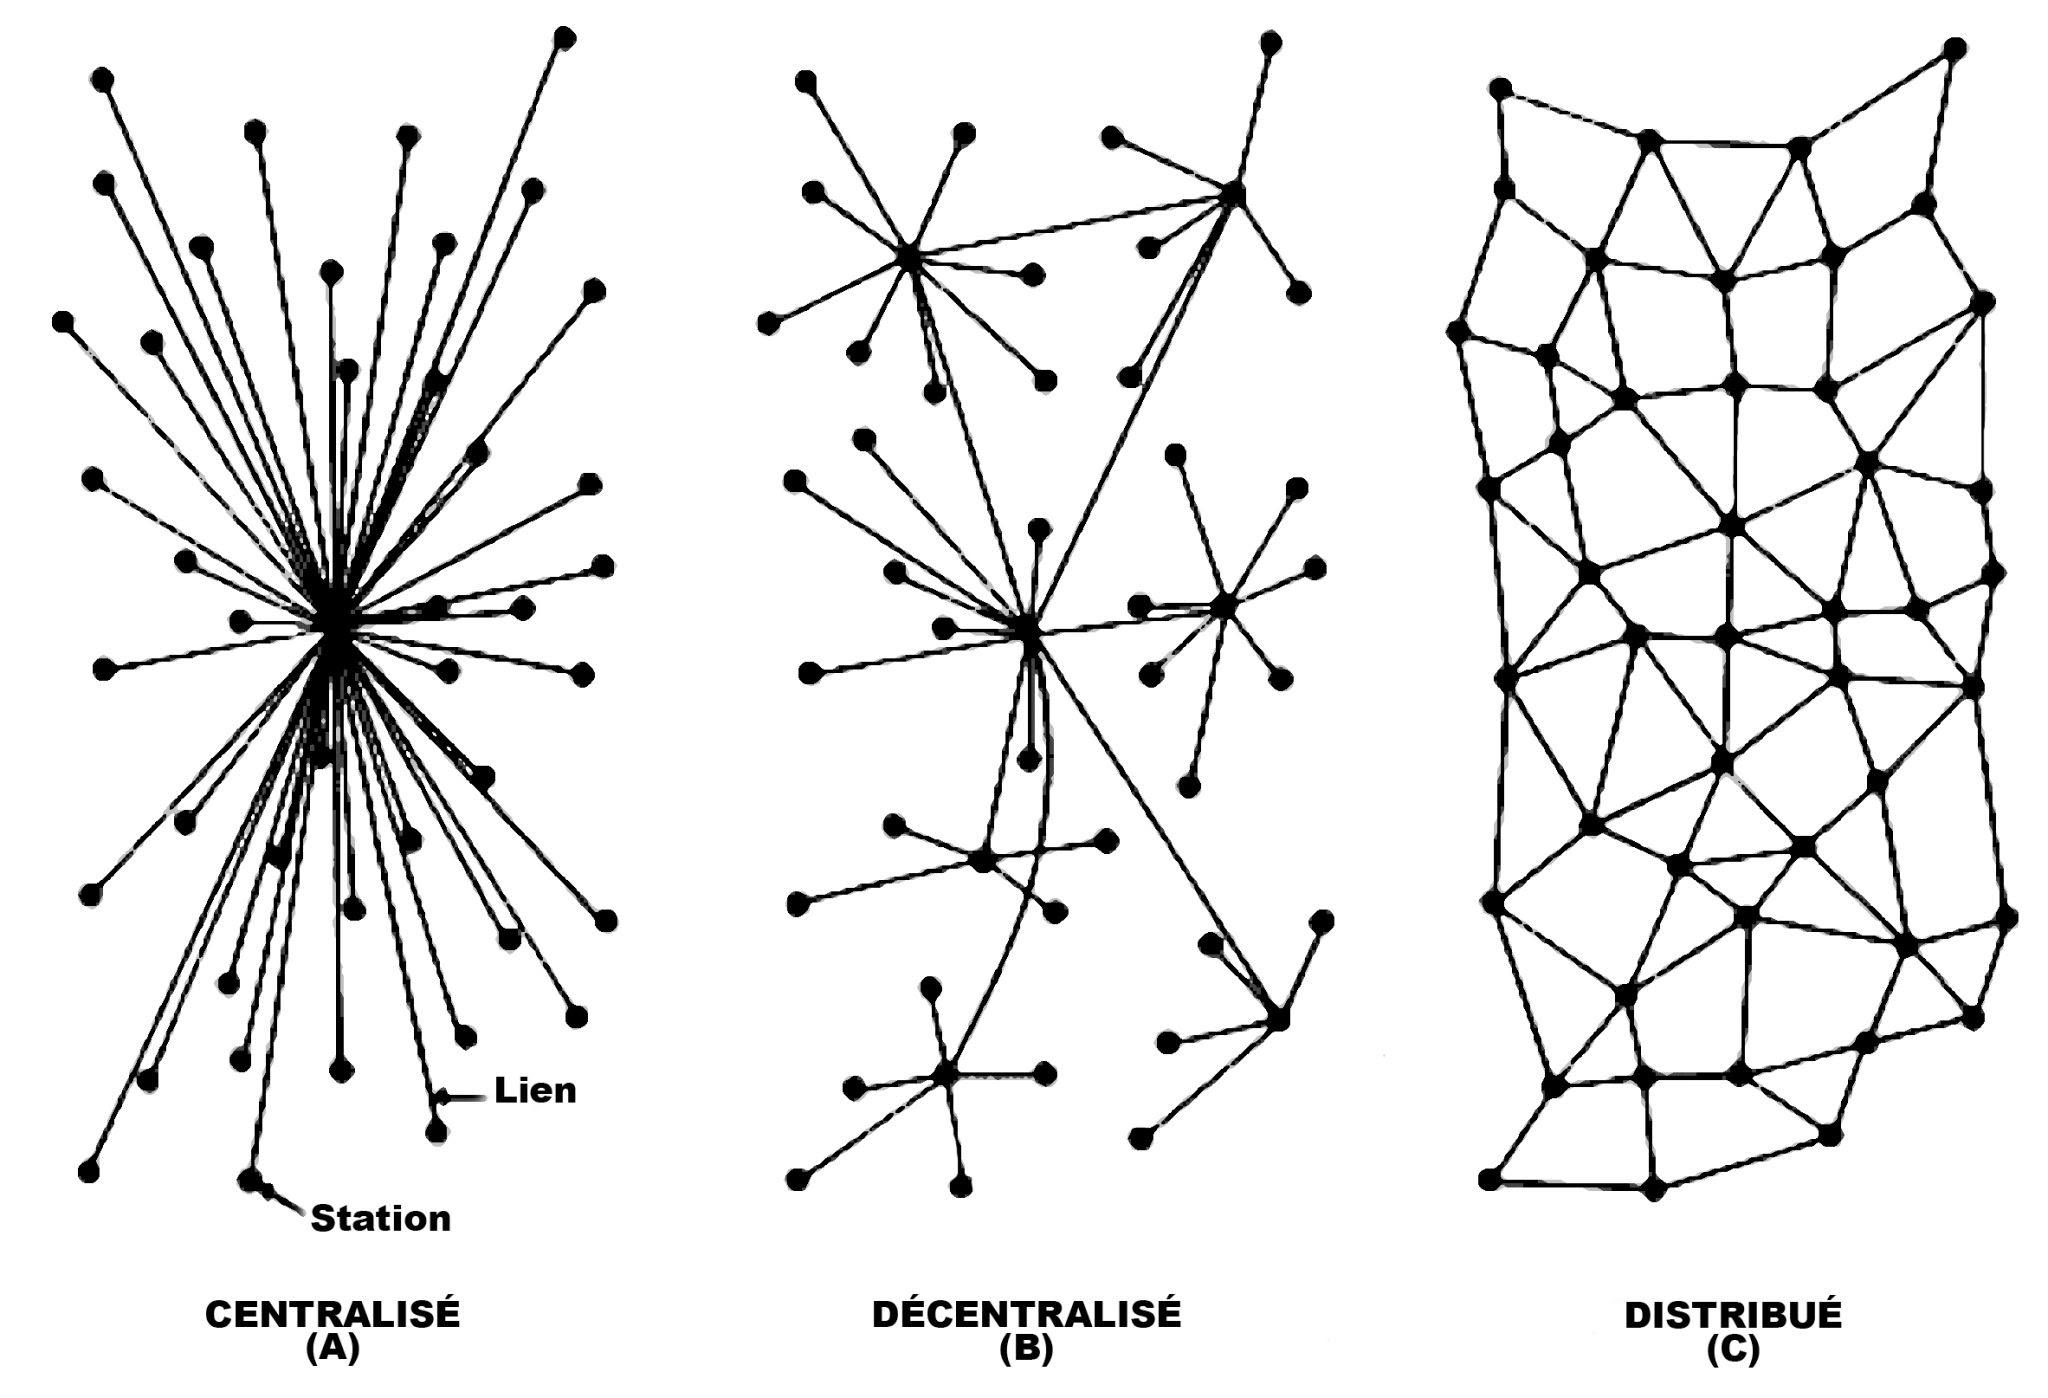 Lien
Station
CENTRALISÉ
(A)
DÉCENTRALISÉ
(B)
DISTRIBUÉ
(C)